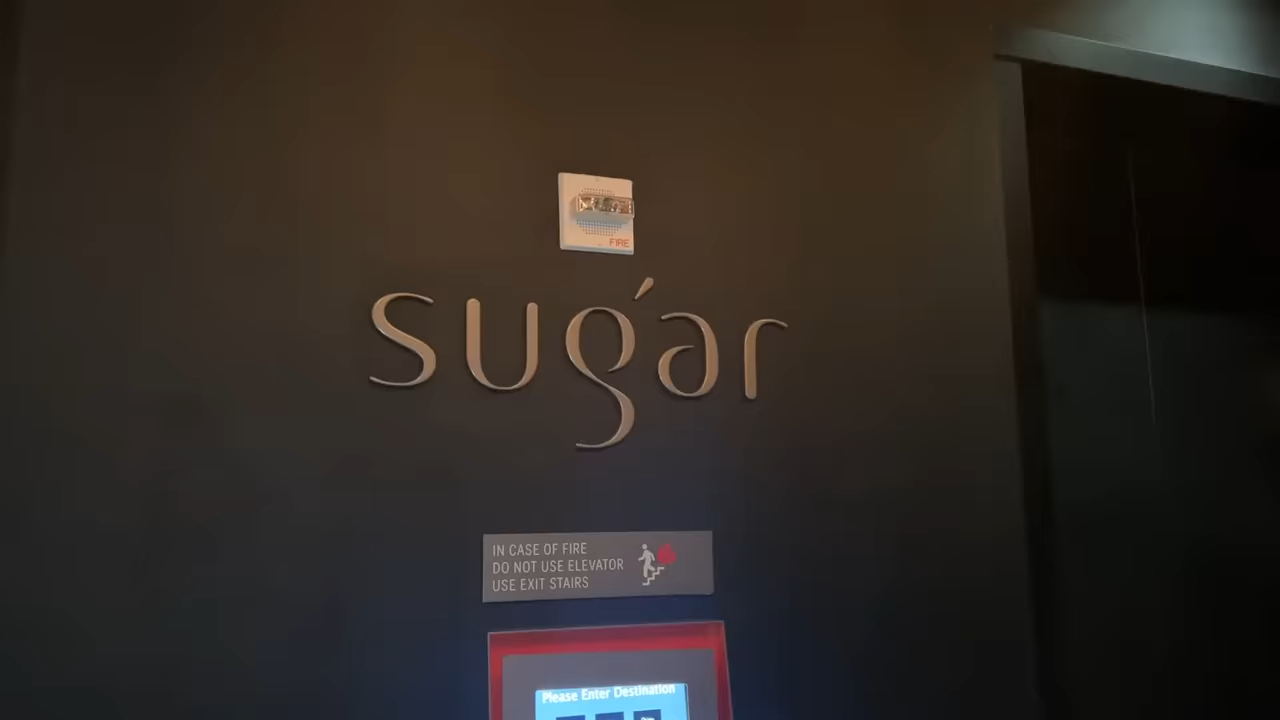 FIRE
sugar
IN CASE OF FIRE
DO NOT USE ELEVATOR
USE EXIT STAIRS
Please Enter Destination